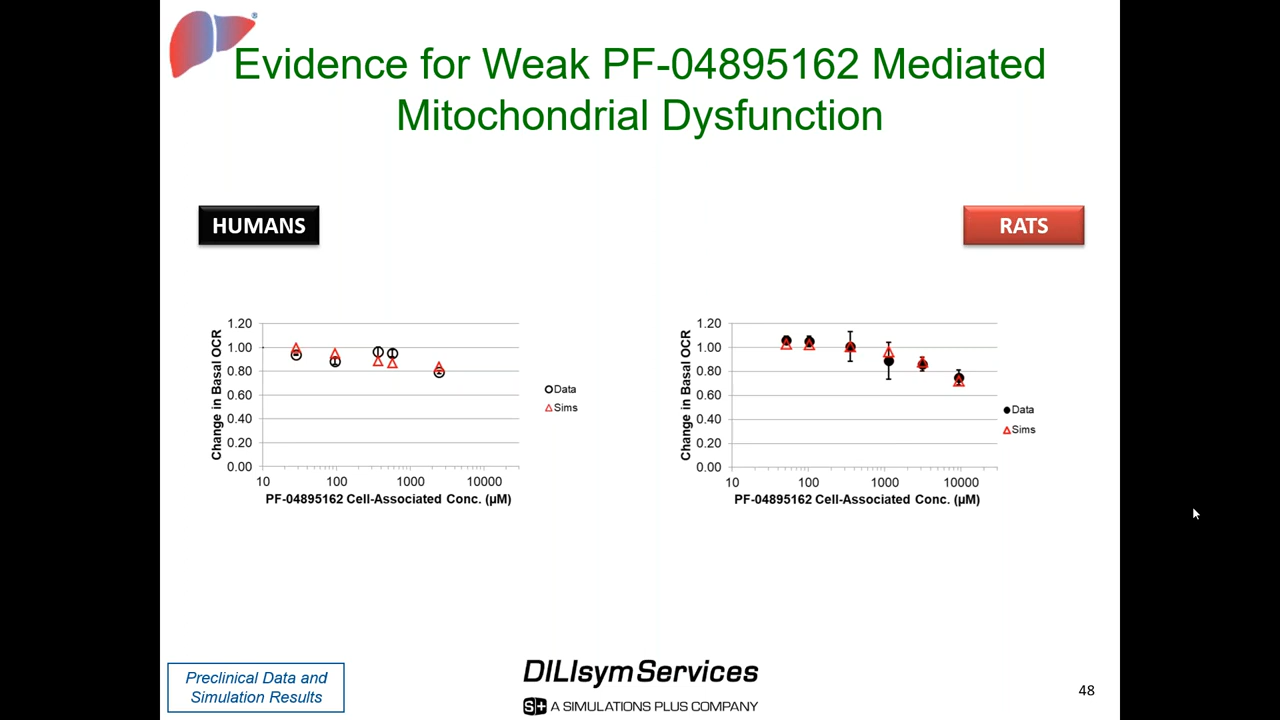 ®
Evidence for Weak PF-04895162 Mediated
Mitochondrial Dysfunction
HUMANS
RATS
Change in Basal OCR
1.20
1.00
0.80
0.60
0.40
0.20
0.00
10 100 1000 10000
PF-04895162 Cell-Associated Conc. (µM)
Data
Sims
Change in Basal OCR
1.20
1.00
0.80
0.60
0.40
0.20
0.00
10 100 1000 10000
PF-04895162 Cell-Associated Conc. (µM)
Data
Sims
Preclinical Data and
Simulation Results
DILIsym Services
S+ A SIMULATIONS PLUS COMPANY
48